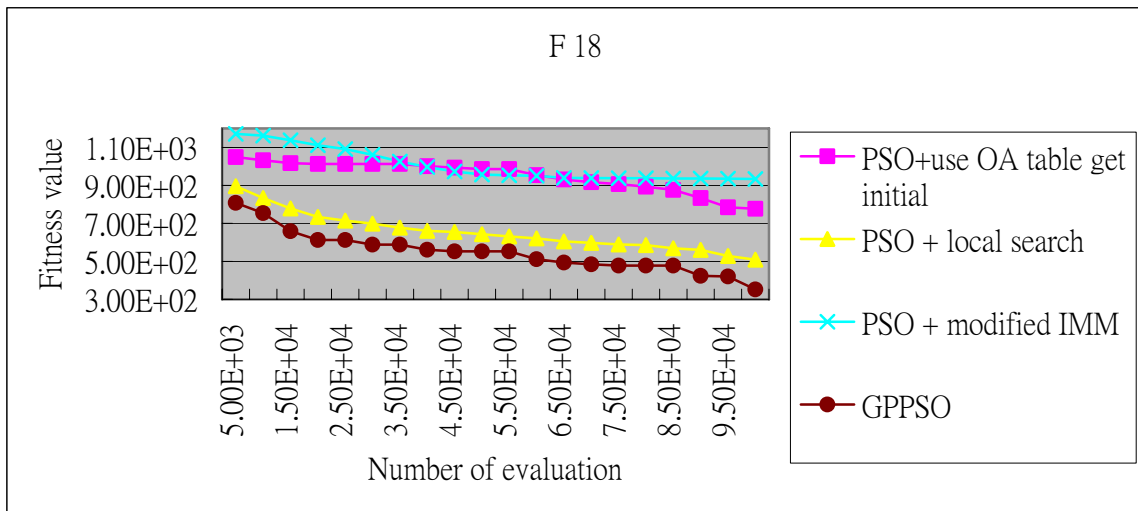 F 18
Fitness value
1.10E+03
9.00E+02
7.00E+02
5.00E+02
3.00E+02
5.00E+03
1.50E+04
2.50E+04
3.50E+04
4.50E+04
5.50E+04
6.50E+04
7.50E+04
8.50E+04
9.50E+04
Number of evaluation
PSO+use OA table get
initial
PSO + local search
PSO + modified IMM
GPPSO